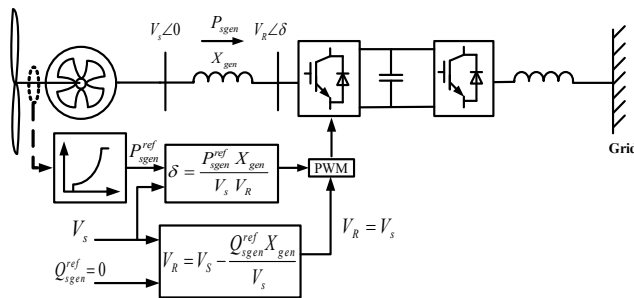 V_s∠0
P_sgen
V_R∠δ
X_gen
Grid
P_sgen^ref
δ = P_sgen^ref X_gen / V_s V_R
PWM
V_s
V_R = V_s
V_R = V_S − Q_sgen^ref X_gen / V_s
Q_sgen^ref = 0